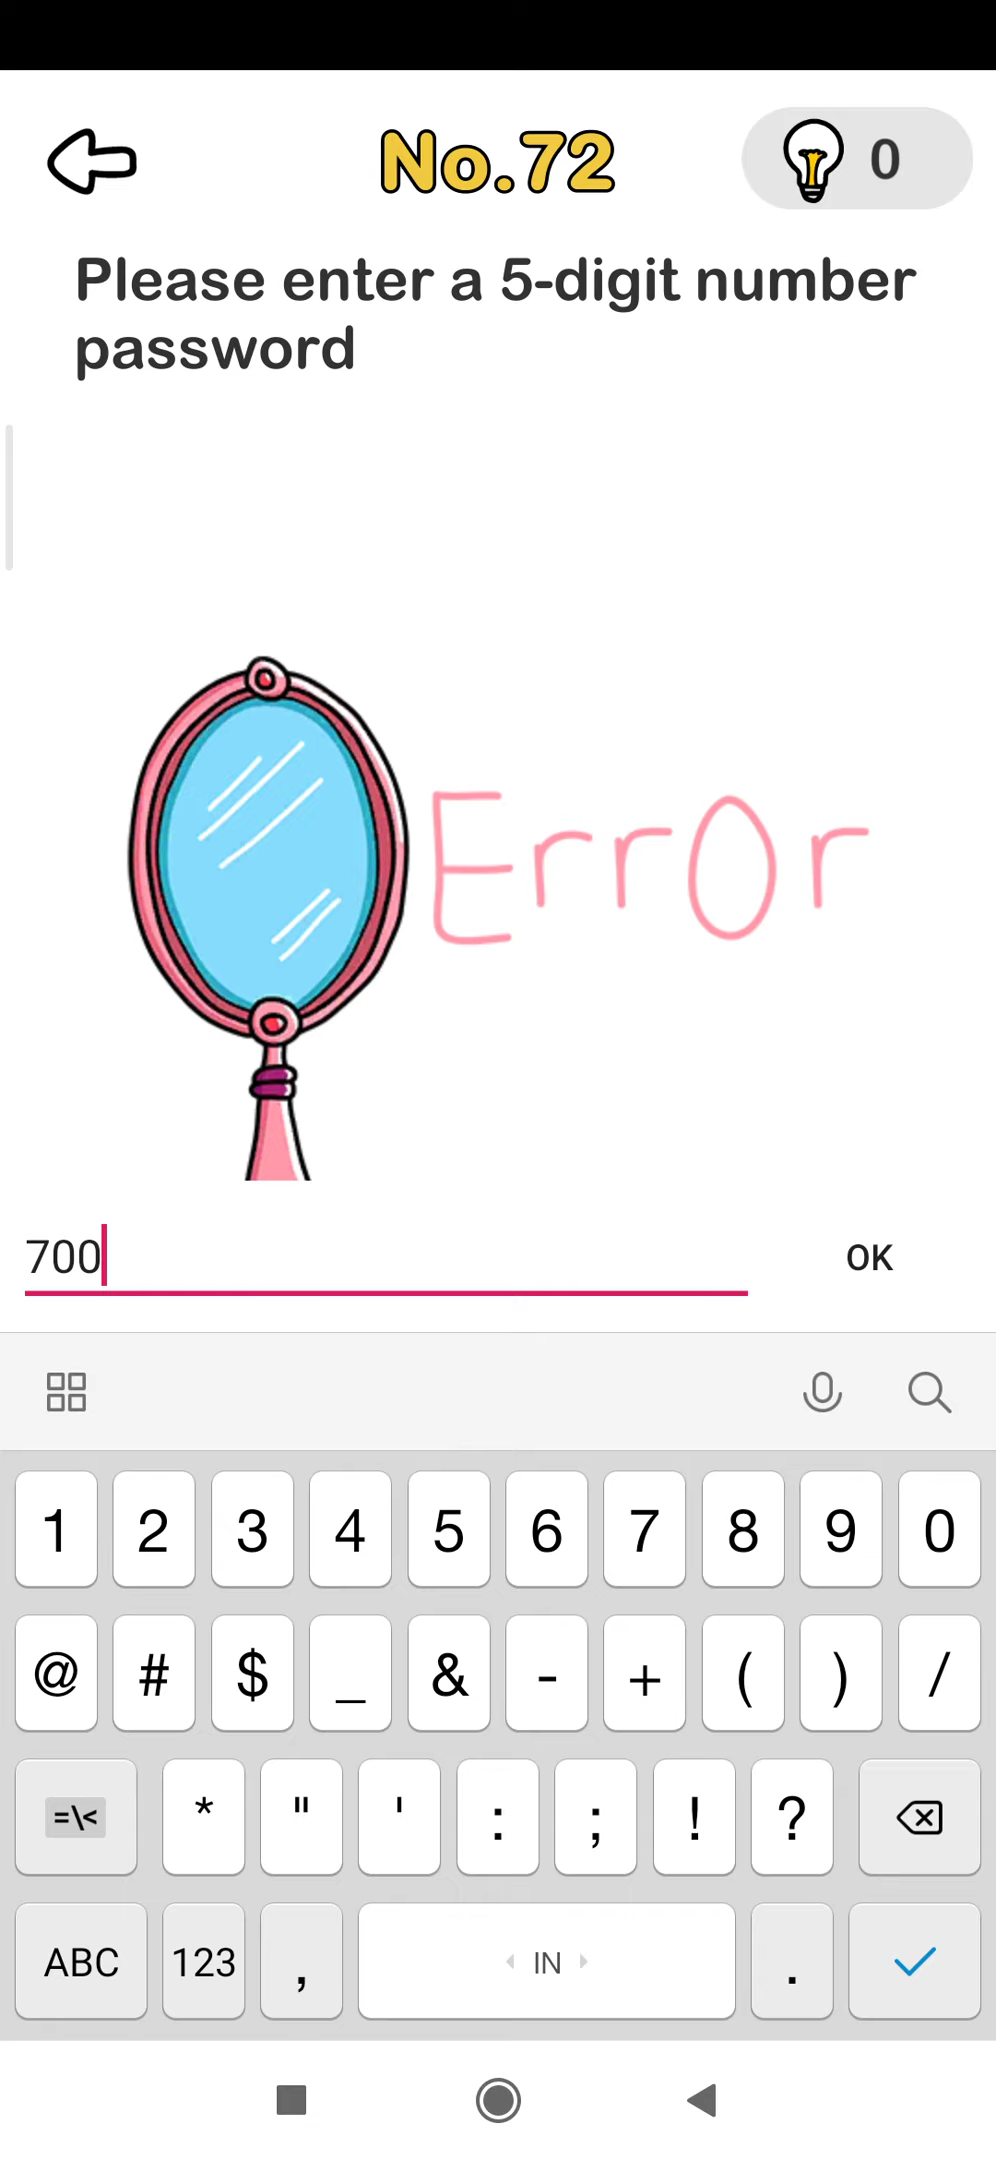 No.72
0
Please enter a 5-digit number
password
ErrOr
700
OK
1 2 3 4 5 6 7 8 9 0
@ # $ _ & - + ( ) /
=\< * " ' : ; ! ?
ABC 123 , IN .